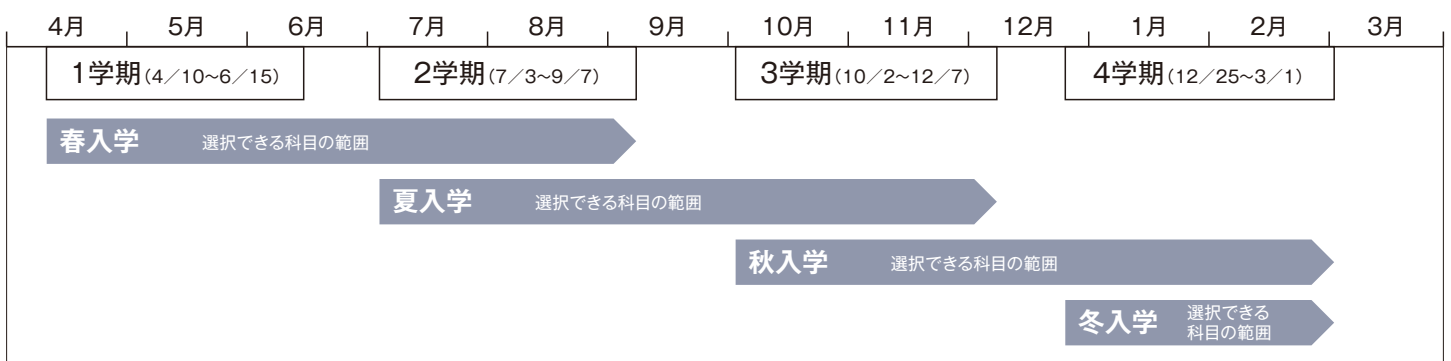 4月 5月 6月 7月 8月 9月 10月 11月 12月 1月 2月 3月
1学期(4／10~6／15) 2学期(7／3~9／7) 3学期(10／2~12／7) 4学期(12／25~3／1)
春入学 選択できる科目の範囲
夏入学 選択できる科目の範囲
秋入学 選択できる科目の範囲
冬入学 選択できる
科目の範囲